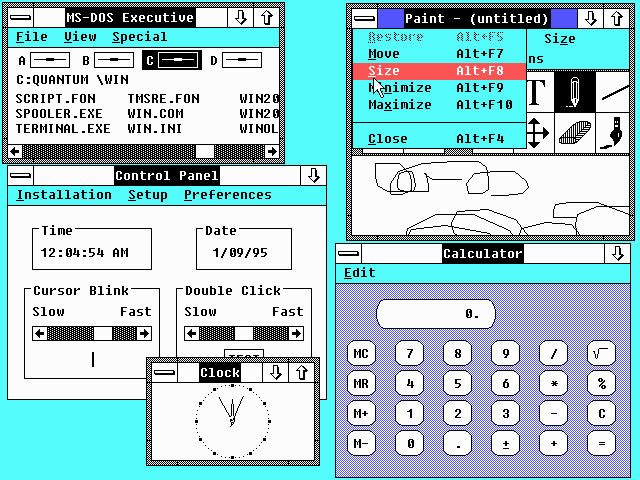 MS-DOS Executive
File View Special
A B C D
C:QUANTUM \WIN
SCRIPT.FON TMSRE.FON WIN20
SPOOLER.EXE WIN.COM WIN20
TERMINAL.EXE WIN.INI WINOL
Paint - (untitled)
Restore Alt+F5
Move Alt+F7
Size Alt+F8
Minimize Alt+F9
Maximize Alt+F10
Close Alt+F4
Size
ns
T
Control Panel
Installation Setup Preferences
Time Date
12:04:54 AM 1/09/95
Cursor Blink Double Click
Slow Fast Slow Fast
TEST
Clock
Calculator
Edit
0.
MC 7 8 9 / √
MR 4 5 6 * %
M+ 1 2 3 - C
M- 0 . ± + =